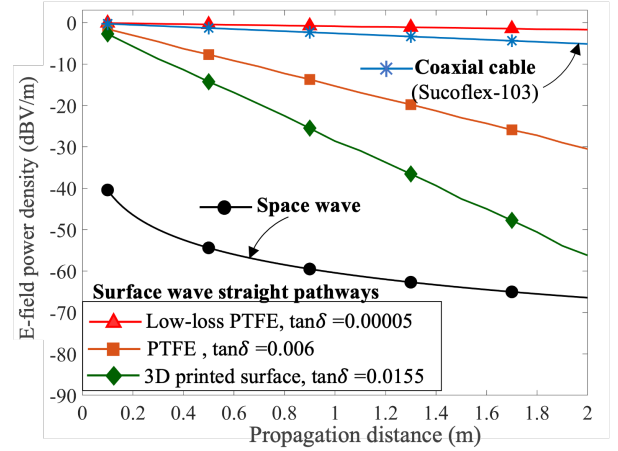 0
-10
-20
-30
-40
-50
-60
-70
-80
-90
E-field power density (dBV/m)
Coaxial cable
(Sucoflex-103)
Space wave
Surface wave straight pathways
Low-loss PTFE, tanδ =0.00005
PTFE , tanδ =0.006
3D printed surface, tanδ =0.0155
0 0.2 0.4 0.6 0.8 1 1.2 1.4 1.6 1.8 2
Propagation distance (m)